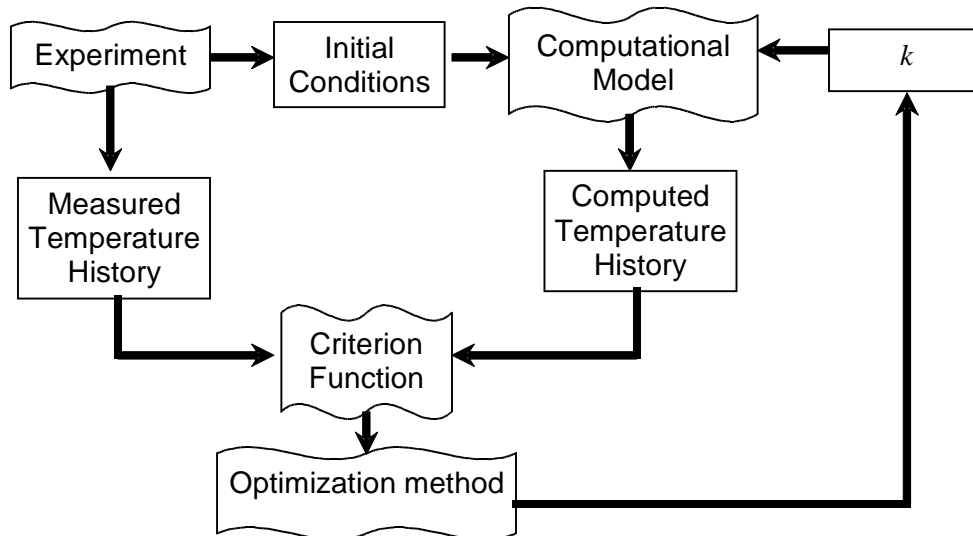 Experiment
Initial
Conditions
Computational
Model
k
Measured
Temperature
History
Computed
Temperature
History
Criterion
Function
Optimization method